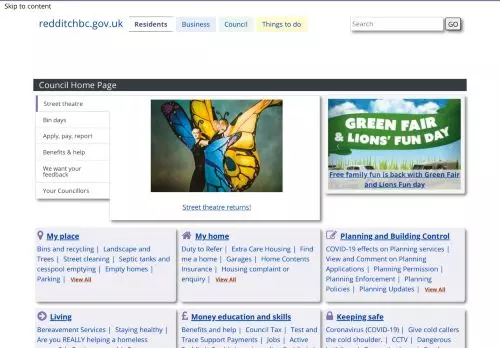 Skip to content
redditchbc.gov.uk
Residents
Business
Council
Things to do
Search
GO
Council Home Page
Street theatre
Bin days
Apply, pay, report
Benefits & help
We want your
feedback
Your Councillors
Street theatre returns!
GREEN FAIR
& LIONS' FUN DAY
Free family fun is back with Green Fair
and Lions Fun day
My place
Bins and recycling | Landscape and
Trees | Street cleaning | Septic tanks and
cesspool emptying | Empty homes |
Parking | View All
My home
Duty to Refer | Extra Care Housing | Find
me a home | Garages | Home Contents
Insurance | Housing complaint or
enquiry | View All
Planning and Building Control
COVID-19 effects on Planning services |
View and Comment on Planning
Applications | Planning Permission |
Planning Enforcement | Planning
Policies | Planning Updates | View All
Living
Bereavement Services | Staying healthy |
Are you REALLY helping a homeless
Money education and skills
Benefits and help | Council Tax | Test and
Trace Support Payments | Jobs | Active
Keeping safe
Coronavirus (COVID-19) | Give cold callers
the cold shoulder. | CCTV | Dangerous